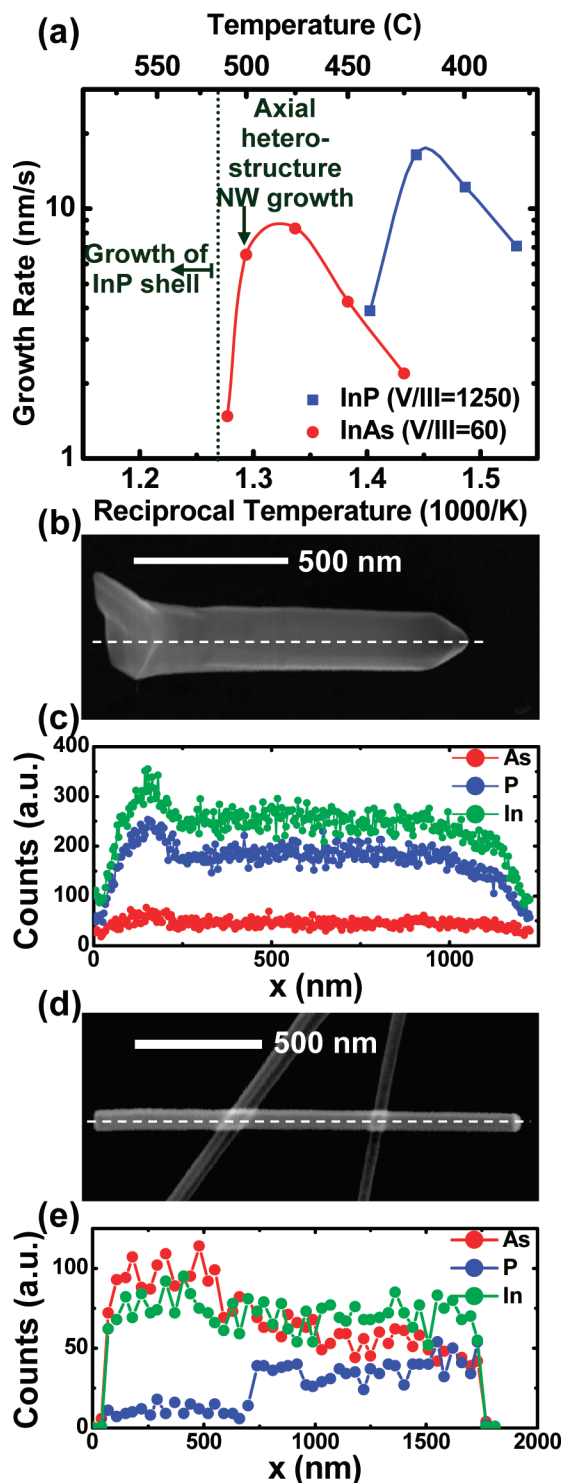 (a)
Temperature (C)
550 500 450 400
Axial
hetero-
structure
NW growth
Growth of
InP shell
Growth Rate (nm/s)
10
1
InP (V/III=1250)
InAs (V/III=60)
1.2 1.3 1.4 1.5
Reciprocal Temperature (1000/K)
(b)
500 nm
(c)
Counts (a.u.)
400
300
200
100
0
As
P
In
0 500 1000
x (nm)
(d)
500 nm
(e)
Counts (a.u.)
100
50
0
As
P
In
0 500 1000 1500 2000